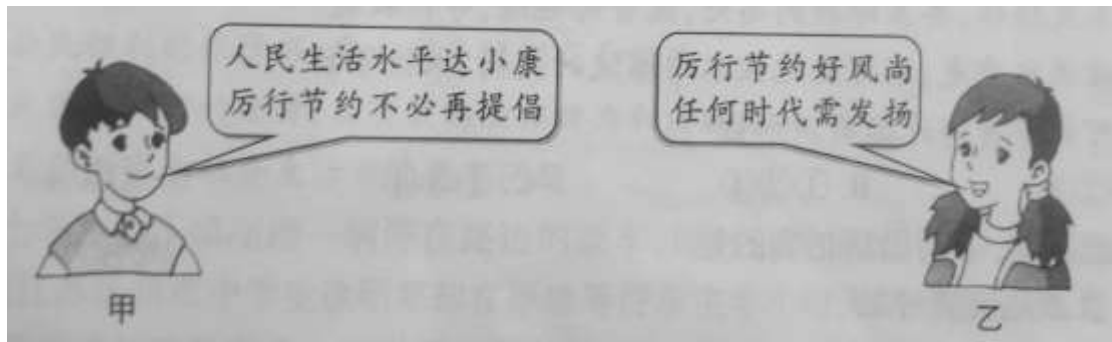 人民生活水平达小康
厉行节约不必再提倡
厉行节约好风尚
任何时代需发扬
甲
乙